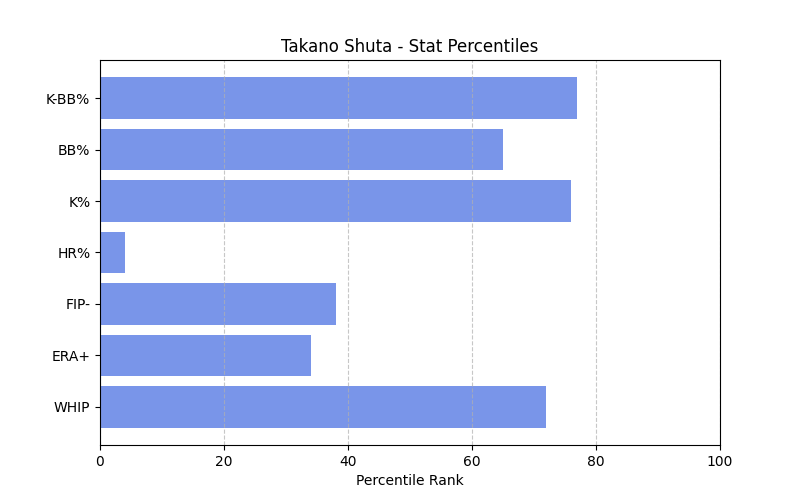 Takano Shuta - Stat Percentiles
K-BB%
BB%
K%
HR%
FIP-
ERA+
WHIP
0 20 40 60 80 100
Percentile Rank